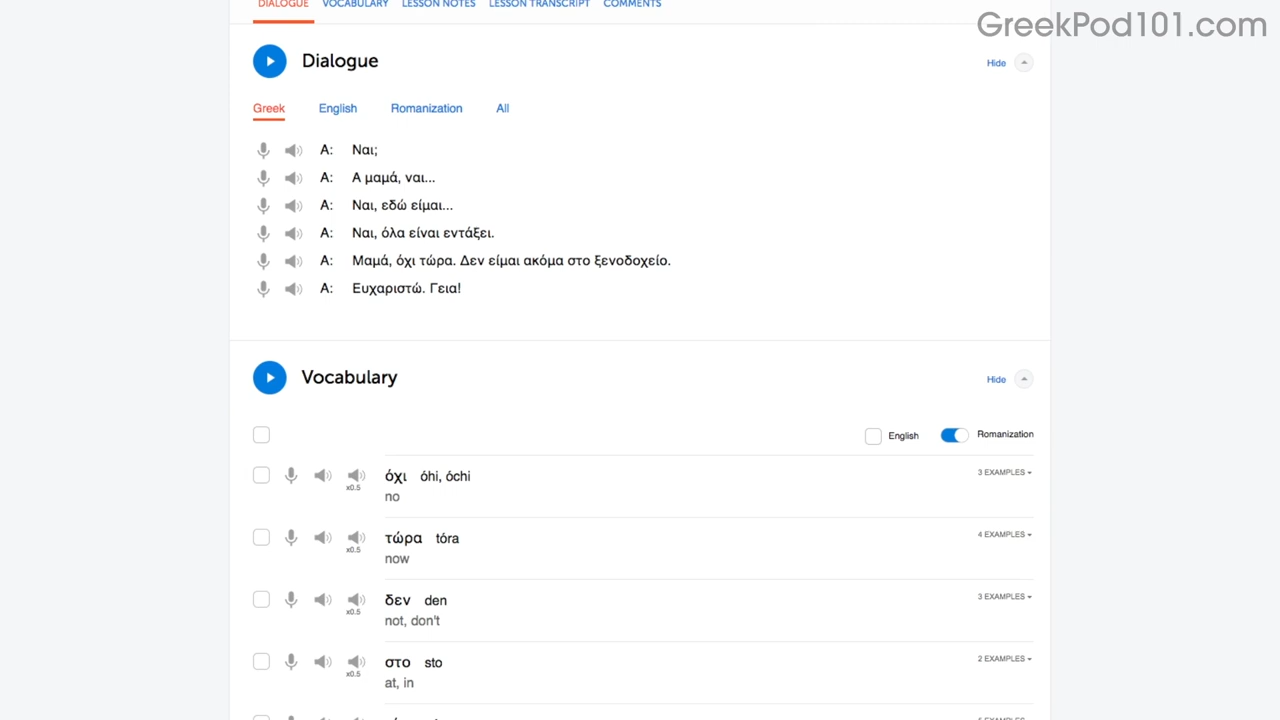 DIALOGUE VOCABULARY LESSON NOTES LESSON TRANSCRIPT COMMENTS
GreekPod101.com
Dialogue
Hide
Greek English Romanization All
A: Ναι;
A: Α μαμά, ναι...
A: Ναι, εδώ είμαι...
A: Ναι, όλα είναι εντάξει.
A: Μαμά, όχι τώρα. Δεν είμαι ακόμα στο ξενοδοχείο.
A: Ευχαριστώ. Γεια!
Vocabulary
Hide
English Romanization
όχι óhi, óchi
3 EXAMPLES
x0.5
no
τώρα tóra
4 EXAMPLES
x0.5
now
δεν den
3 EXAMPLES
x0.5
not, don't
στο sto
2 EXAMPLES
x0.5
at, in